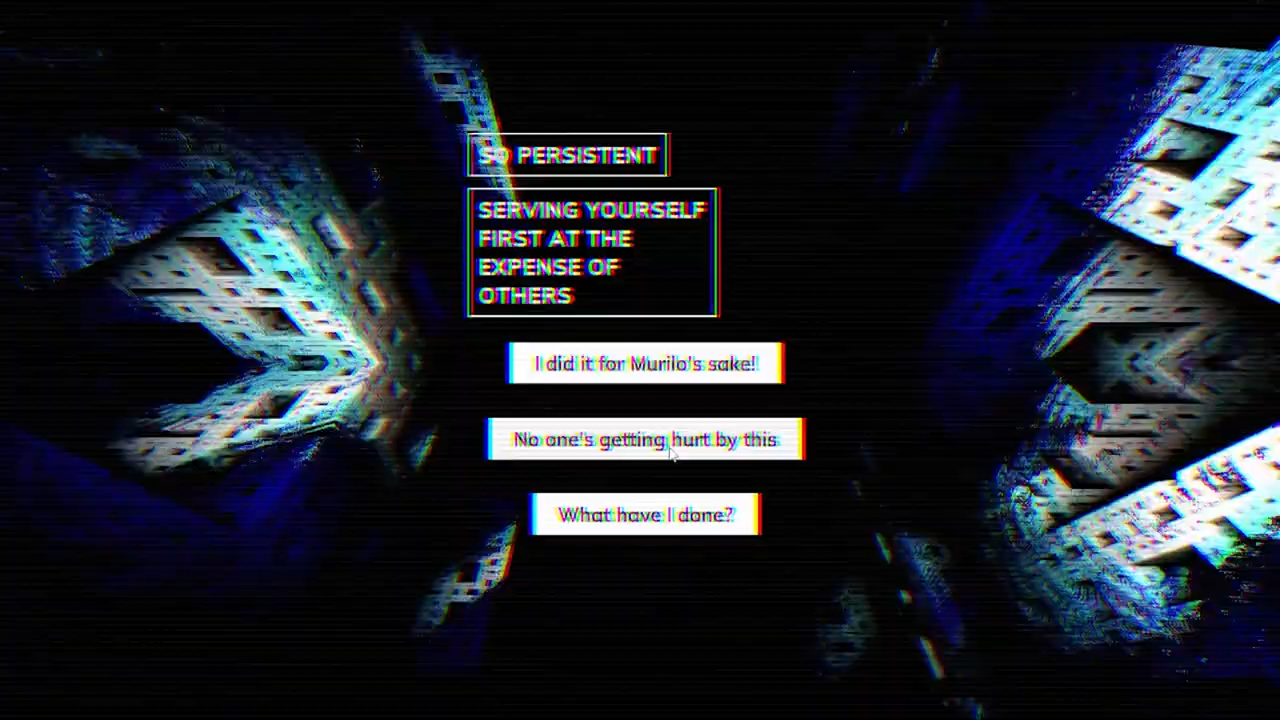 SO PERSISTENT
SERVING YOURSELF
FIRST AT THE
EXPENSE OF
OTHERS
I did it for Murilo's sake!
No one's getting hurt by this
What have I done?